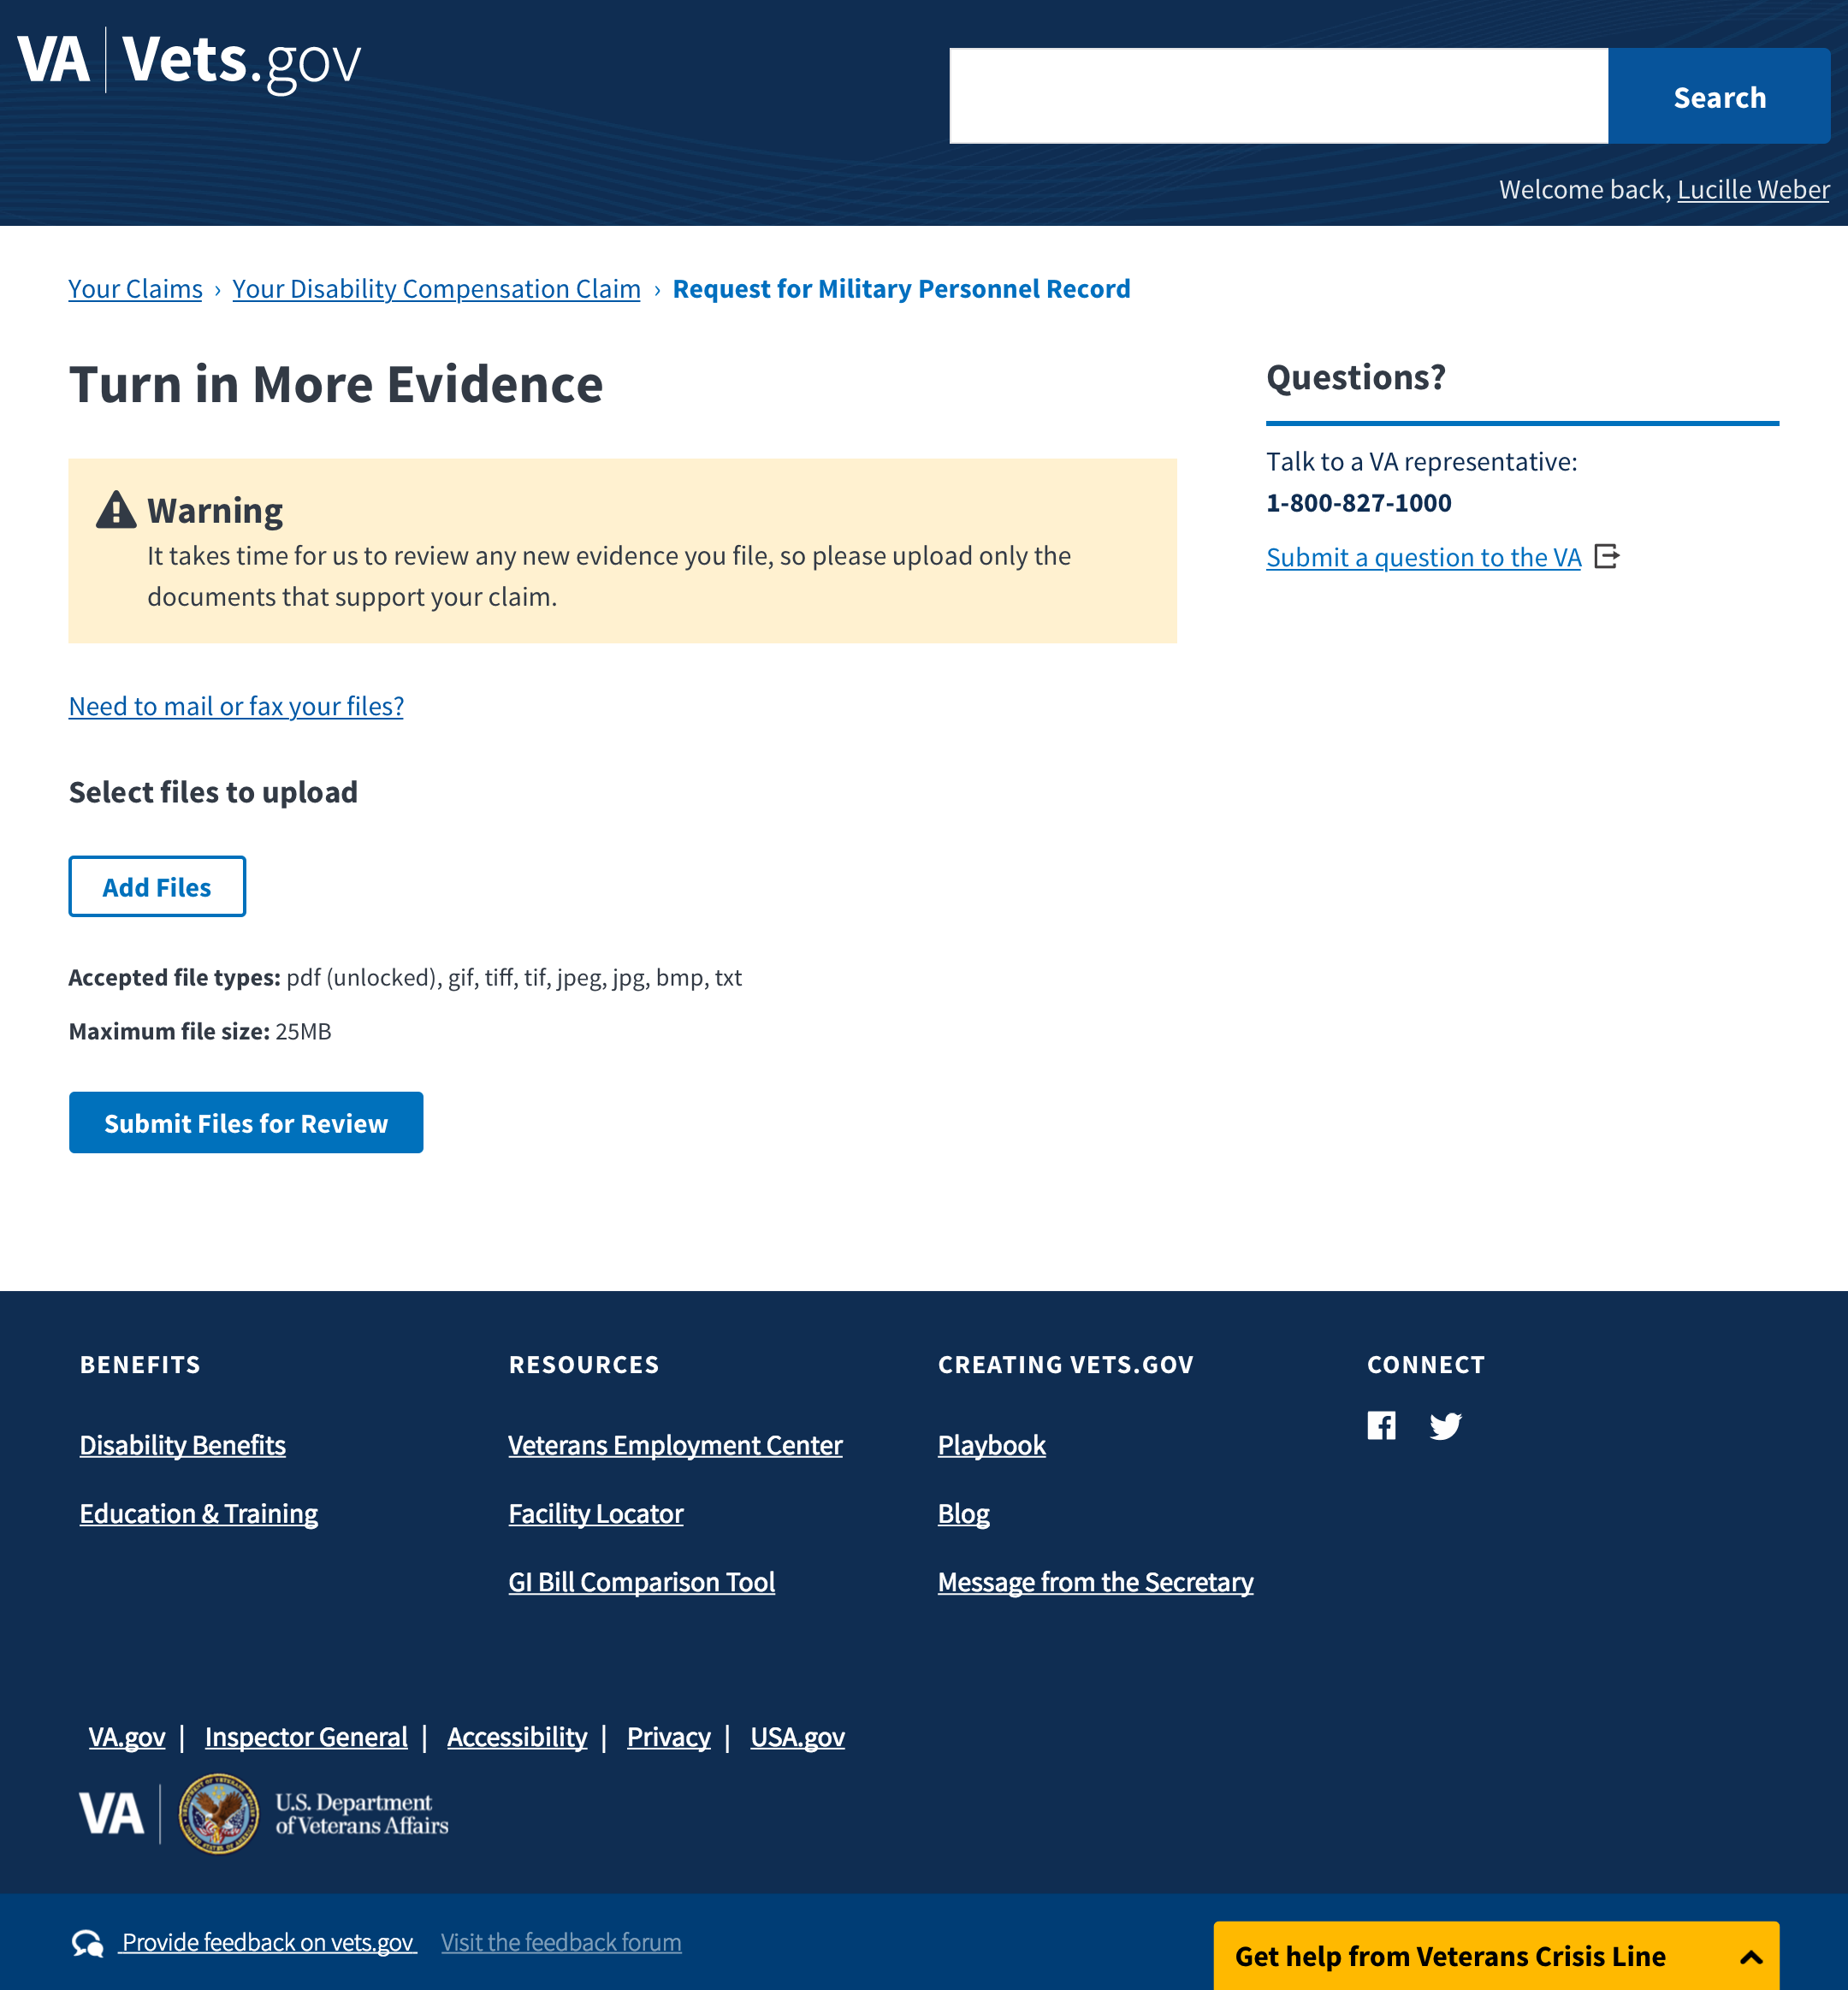 VA | Vets.gov
Search
Welcome back, Lucille Weber
Your Claims › Your Disability Compensation Claim › Request for Military Personnel Record
Turn in More Evidence
Warning
It takes time for us to review any new evidence you file, so please upload only the
documents that support your claim.
Need to mail or fax your files?
Select files to upload
Add Files
Accepted file types: pdf (unlocked), gif, tiff, tif, jpeg, jpg, bmp, txt
Maximum file size: 25MB
Submit Files for Review
Questions?
Talk to a VA representative:
1-800-827-1000
Submit a question to the VA
BENEFITS
Disability Benefits
Education & Training
RESOURCES
Veterans Employment Center
Facility Locator
GI Bill Comparison Tool
CREATING VETS.GOV
Playbook
Blog
Message from the Secretary
CONNECT
VA.gov | Inspector General | Accessibility | Privacy | USA.gov
VA
U.S. Department
of Veterans Affairs
Provide feedback on vets.gov Visit the feedback forum
Get help from Veterans Crisis Line